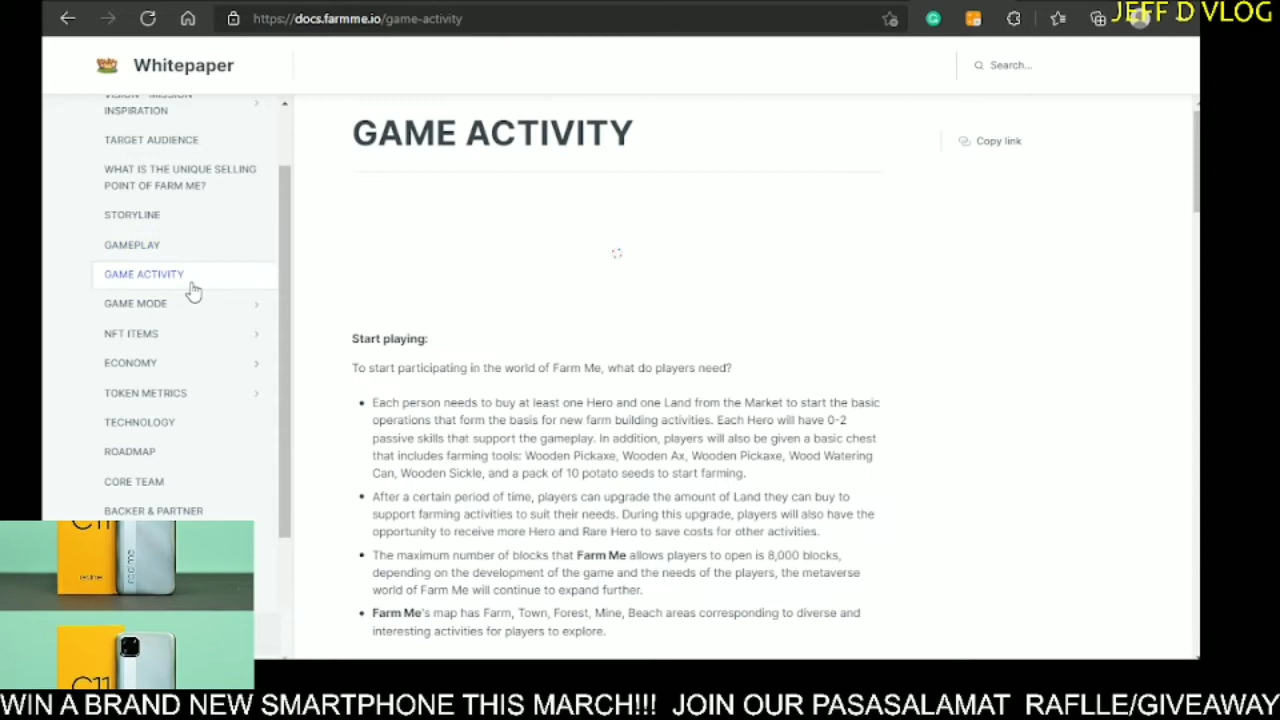 https://docs.farmme.io/game-activity
JEFF D VLOG
Whitepaper
Search...
VISION - MISSION
INSPIRATION
TARGET AUDIENCE
WHAT IS THE UNIQUE SELLING
POINT OF FARM ME?
STORYLINE
GAMEPLAY
GAME ACTIVITY
GAME MODE
NFT ITEMS
ECONOMY
TOKEN METRICS
TECHNOLOGY
ROADMAP
CORE TEAM
BACKER & PARTNER
GAME ACTIVITY
Copy link
Start playing:
To start participating in the world of Farm Me, what do players need?
• Each person needs to buy at least one Hero and one Land from the Market to start the basic
operations that form the basis for new farm building activities. Each Hero will have 0-2
passive skills that support the gameplay. In addition, players will also be given a basic chest
that includes farming tools: Wooden Pickaxe, Wooden Ax, Wooden Pickaxe, Wood Watering
Can, Wooden Sickle, and a pack of 10 potato seeds to start farming.
• After a certain period of time, players can upgrade the amount of Land they can buy to
support farming activities to suit their needs. During this upgrade, players will also have the
opportunity to receive more Hero and Rare Hero to save costs for other activities.
• The maximum number of blocks that Farm Me allows players to open is 8,000 blocks,
depending on the development of the game and the needs of the players, the metaverse
world of Farm Me will continue to expand further.
• Farm Me's map has Farm, Town, Forest, Mine, Beach areas corresponding to diverse and
interesting activities for players to explore.
C11
realme
realme
C11
WIN A BRAND NEW SMARTPHONE THIS MARCH!!! JOIN OUR PASASALAMAT RAFLLE/GIVEAWAY